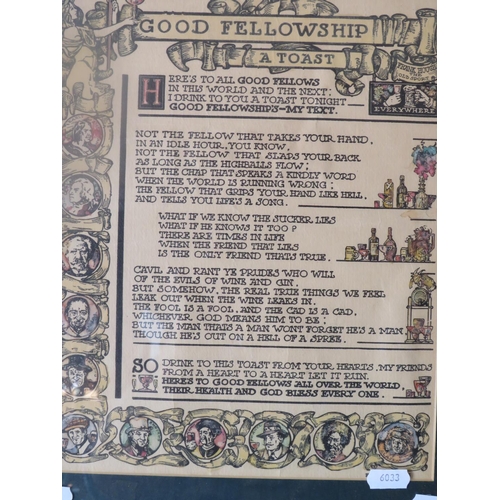 GOOD FELLOWSHIP
A TOAST
HERE'S TO ALL GOOD FELLOWS
IN THIS WORLD AND THE NEXT:
I DRINK TO YOU A TOAST TONIGHT
GOOD FELLOWSHIP'S—MY TEXT.
EVERYWHERE
NOT THE FELLOW THAT TAKES YOUR HAND,
IN AN IDLE HOUR, YOU KNOW,
NOT THE FELLOW THAT SLAPS YOUR BACK
AS LONG AS THE HIGHBALLS FLOW;
BUT THE CHAP THAT SPEAKS A KINDLY WORD
WHEN THE WORLD IS RUNNING WRONG;
THE FELLOW THAT GRIPS YOUR HAND LIKE HELL,
AND TELLS YOU LIFE'S A SONG.
WHAT IF WE KNOW THE SUCKER LIES
WHAT IF HE KNOWS IT TOO?
THERE ARE TIMES IN LIFE
WHEN THE FRIEND THAT LIES
IS THE ONLY FRIEND THATS TRUE.
CAVIL AND RANT YE PRUDES WHO WILL
OF THE EVILS OF WINE AND GIN,
BUT SOMEHOW, THE REAL TRUE THINGS WE FEEL
LEAK OUT WHEN THE WINE LEAKS IN.
THE FOOL IS A FOOL, AND THE CAD IS A CAD,
WHICHEVER GOD MEANS HIM TO BE;
BUT THE MAN THATS A MAN WONT FORGET HE'S A MAN
THOUGH HE'S OUT ON A HELL OF A SPREE.
SO DRINK TO THIS TOAST FROM YOUR HEARTS, MY FRIENDS
FROM A HEART TO A HEART LET IT RUN.
HERES TO GOOD FELLOWS ALL OVER THE WORLD,
THEIR HEALTH AND GOD BLESS EVERY ONE.
6033